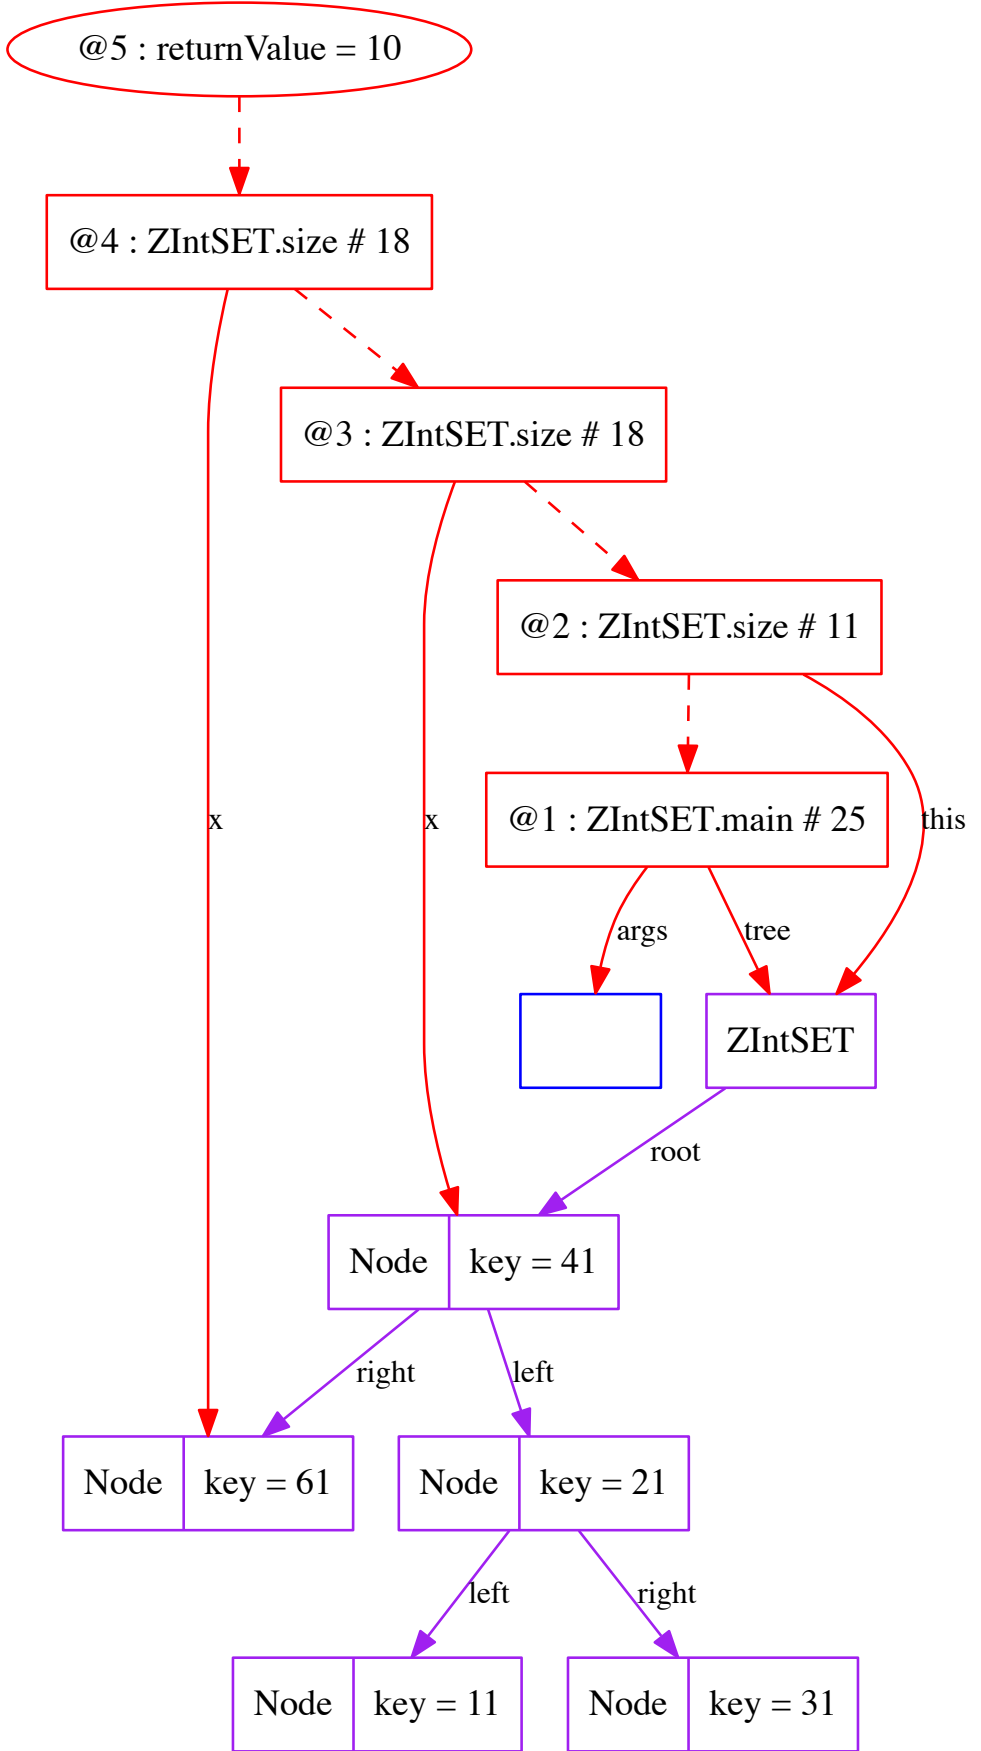 @5 : returnValue = 10
@4 : ZIntSET.size # 18
@3 : ZIntSET.size # 18
@2 : ZIntSET.size # 11
@1 : ZIntSET.main # 25
x
x
this
args
tree
ZIntSET
root
Node
key = 41
right
left
Node
key = 61
Node
key = 21
left
right
Node
key = 11
Node
key = 31